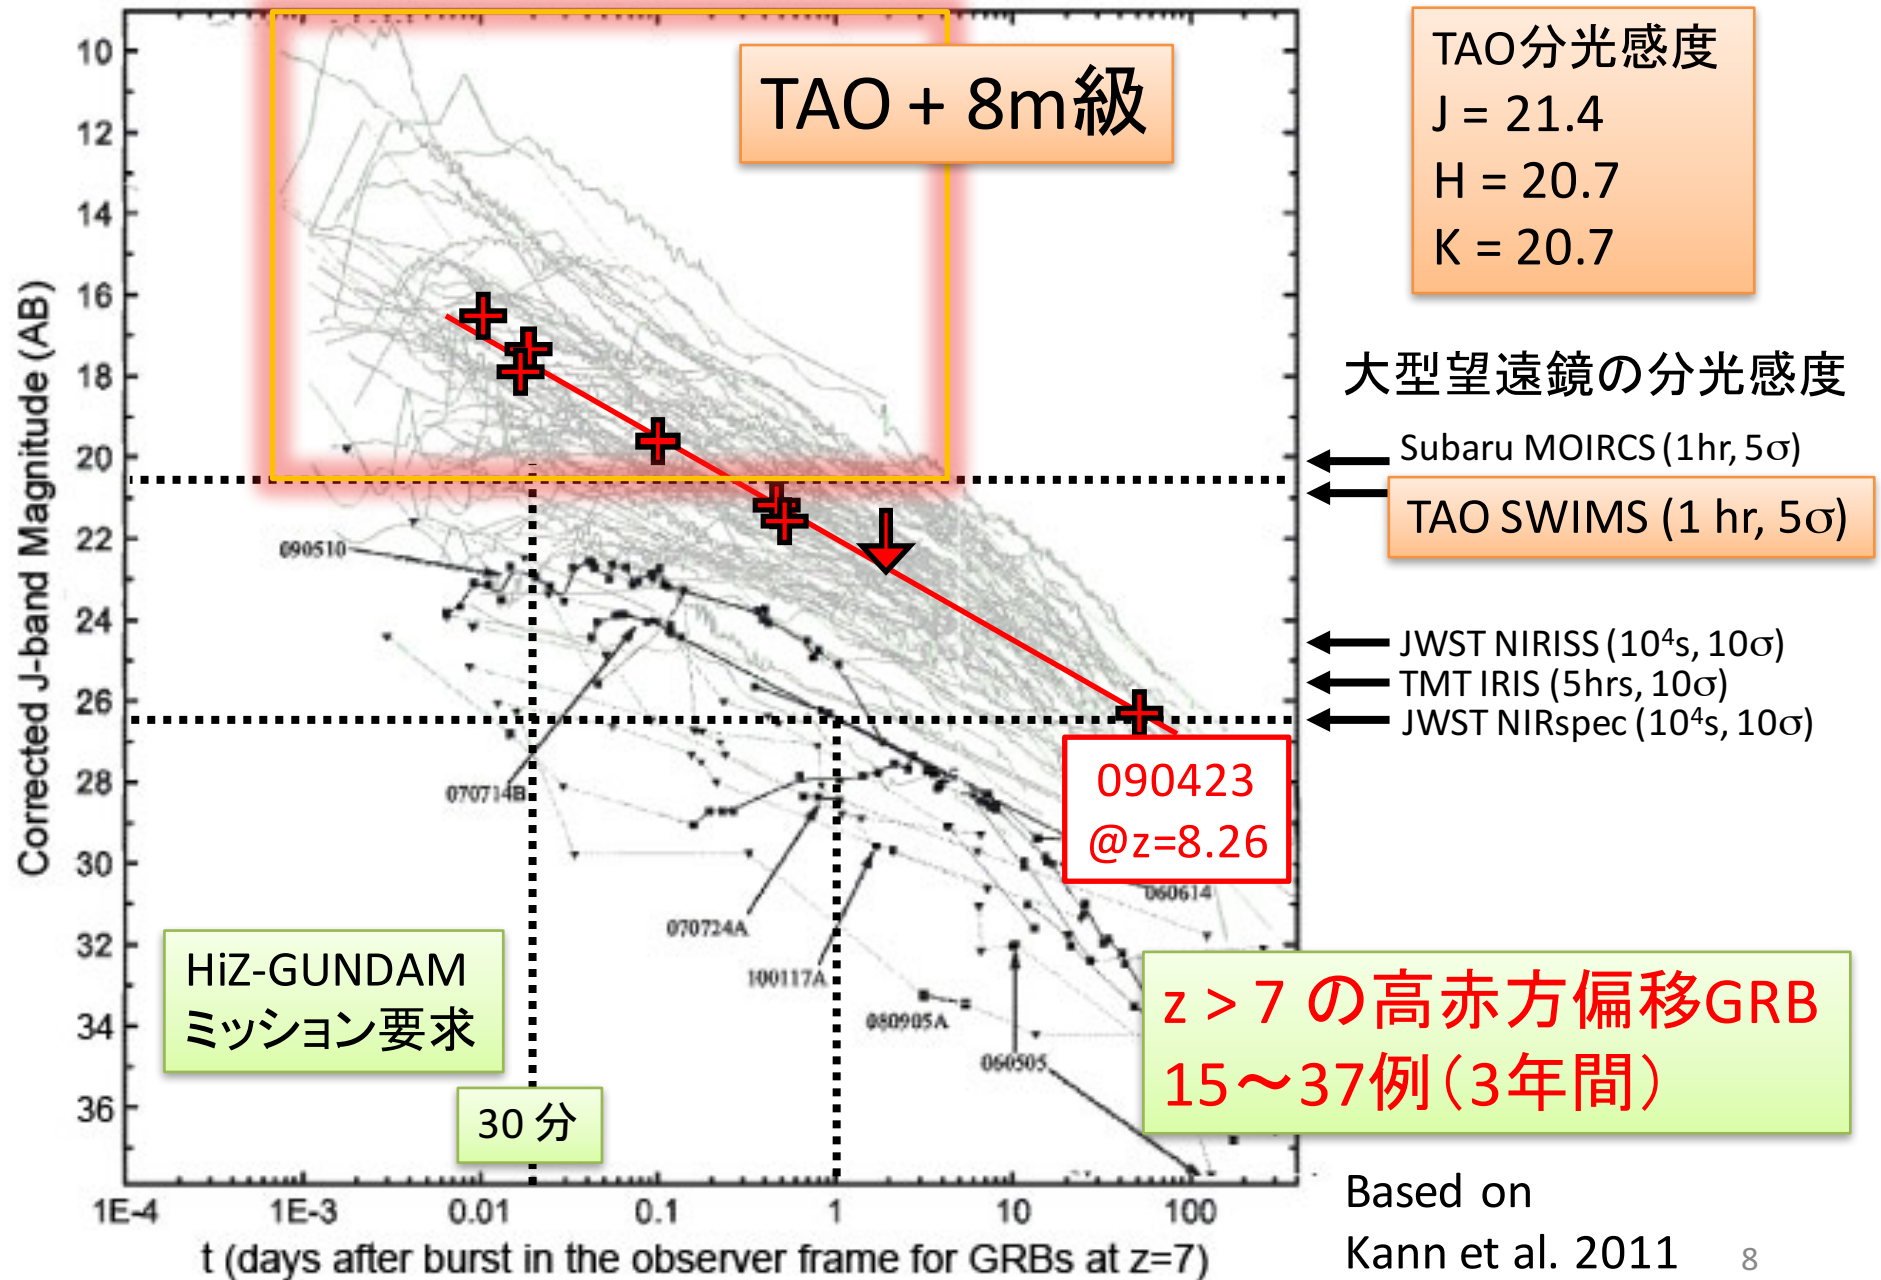 TAO + 8m級
TAO分光感度
J = 21.4
H = 20.7
K = 20.7
大型望遠鏡の分光感度
Subaru MOIRCS (1hr, 5σ)
TAO SWIMS (1 hr, 5σ)
JWST NIRISS (10⁴s, 10σ)
TMT IRIS (5hrs, 10σ)
JWST NIRspec (10⁴s, 10σ)
Corrected J-band Magnitude (AB)
10
12
14
16
18
20
22
24
26
28
30
32
34
36
090510
070714B
070724A
100117A
080905A
060505
060614
090423
@z=8.26
HiZ-GUNDAM
ミッション要求
30 分
z > 7 の高赤方偏移GRB
15～37例（3年間）
1E-4
1E-3
0.01
0.1
1
10
100
t (days after burst in the observer frame for GRBs at z=7)
Based on
Kann et al. 2011
8